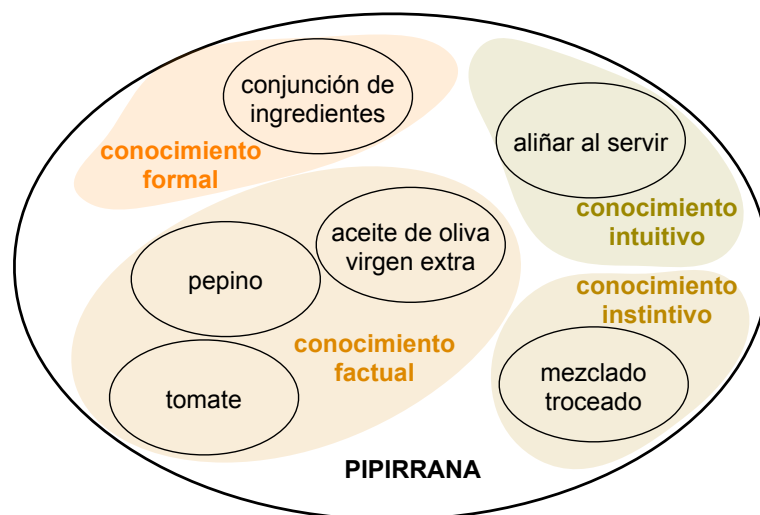 conjunción de
ingredientes
conocimiento
formal
aliñar al servir
conocimiento
intuitivo
aceite de oliva
virgen extra
pepino
conocimiento
factual
tomate
conocimiento
instintivo
mezclado
troceado
PIPIRRANA